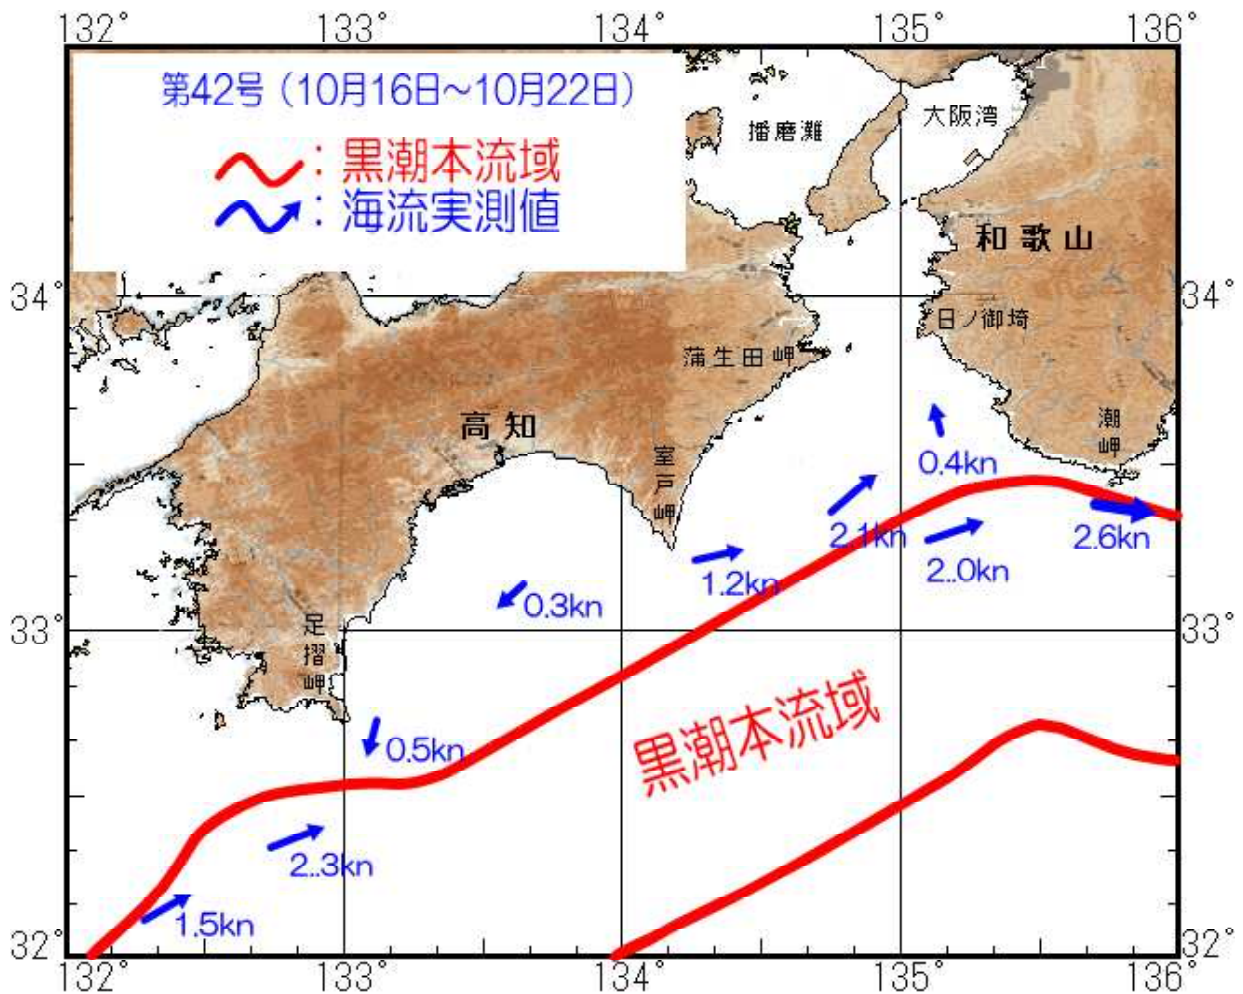 132° 133° 134° 135° 136°
第42号（10月16日～10月22日）
：黒潮本流域
：海流実測値
播磨灘
大阪湾
和歌山
34° 34°
日ノ御埼
蒲生田岬
高知
潮岬
室戸岬
0.4kn
2.1kn
2.6kn
2..0kn
1.2kn
0.3kn
33° 33°
足摺岬
黒潮本流域
0.5kn
2..3kn
1.5kn
32° 32°
132° 133° 134° 135° 136°